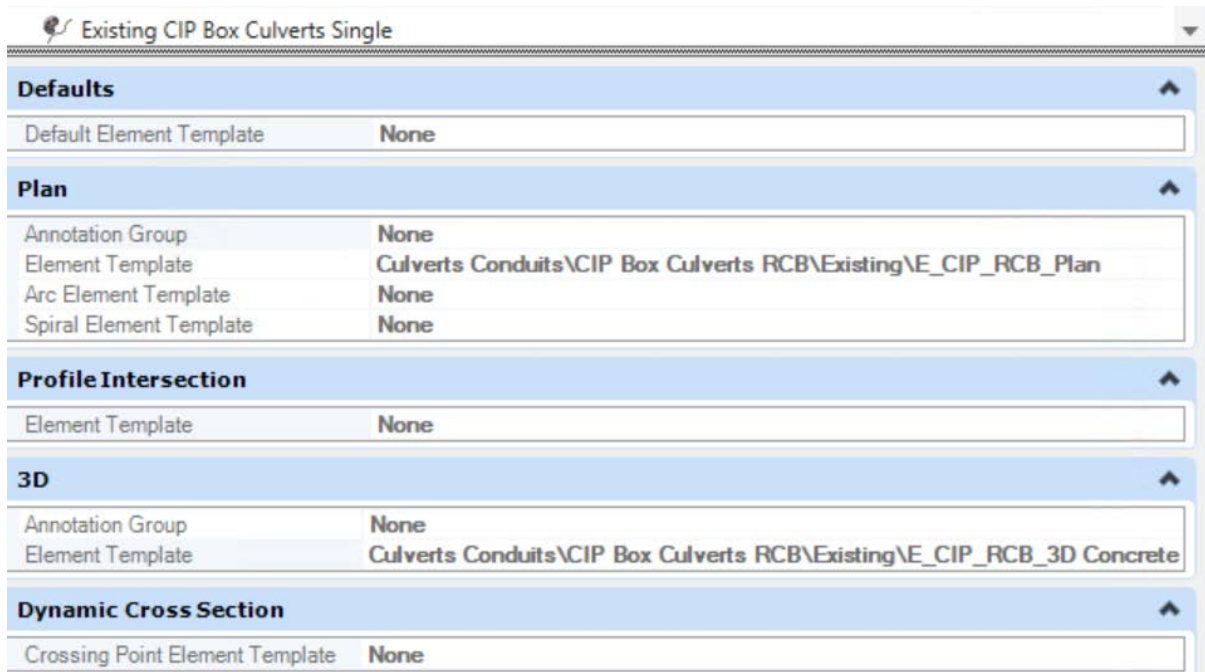 Existing CIP Box Culverts Single
Defaults
Default Element Template None
Plan
Annotation Group None
Element Template Culverts Conduits\CIP Box Culverts RCB\Existing\E_CIP_RCB_Plan
Arc Element Template None
Spiral Element Template None
Profile Intersection
Element Template None
3D
Annotation Group None
Element Template Culverts Conduits\CIP Box Culverts RCB\Existing\E_CIP_RCB_3D Concrete
Dynamic Cross Section
Crossing Point Element Template None